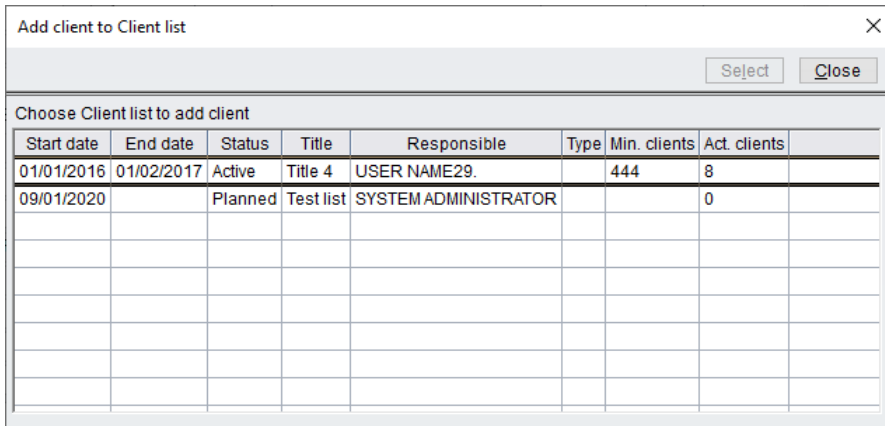 Add client to Client list
Select Close
Choose Client list to add client
Start date End date Status Title Responsible Type Min. clients Act. clients
01/01/2016 01/02/2017 Active Title 4 USER NAME29. 444 8
09/01/2020 Planned Test list SYSTEM ADMINISTRATOR 0